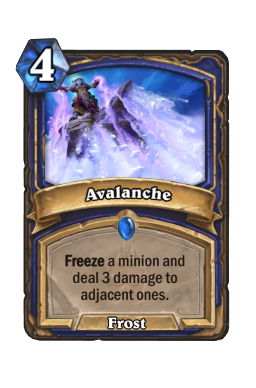 4
Avalanche
Freeze a minion and
deal 3 damage to
adjacent ones.
Frost